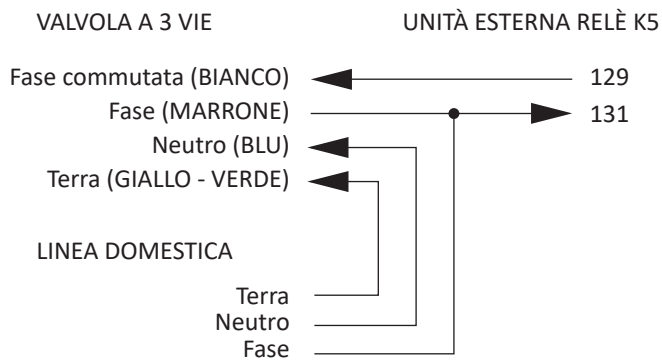 VALVOLA A 3 VIE UNITÀ ESTERNA RELÈ K5
Fase commutata (BIANCO) 129
Fase (MARRONE) 131
Neutro (BLU)
Terra (GIALLO - VERDE)
LINEA DOMESTICA
Terra
Neutro
Fase